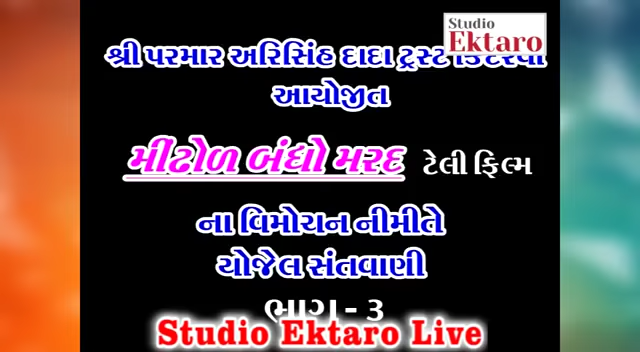 Studio
Ektaro
શ્રી પરમાર અરિસિંહ દાદા ટ્રસ્ટ
આયોજીત
મીઢોળ બંધો મરદ ટેલી ફિલ્મ
ના વિમોચન નીમીતે
યોજેલ સંતવાણી
ભાગ - 3
Studio Ektaro Live